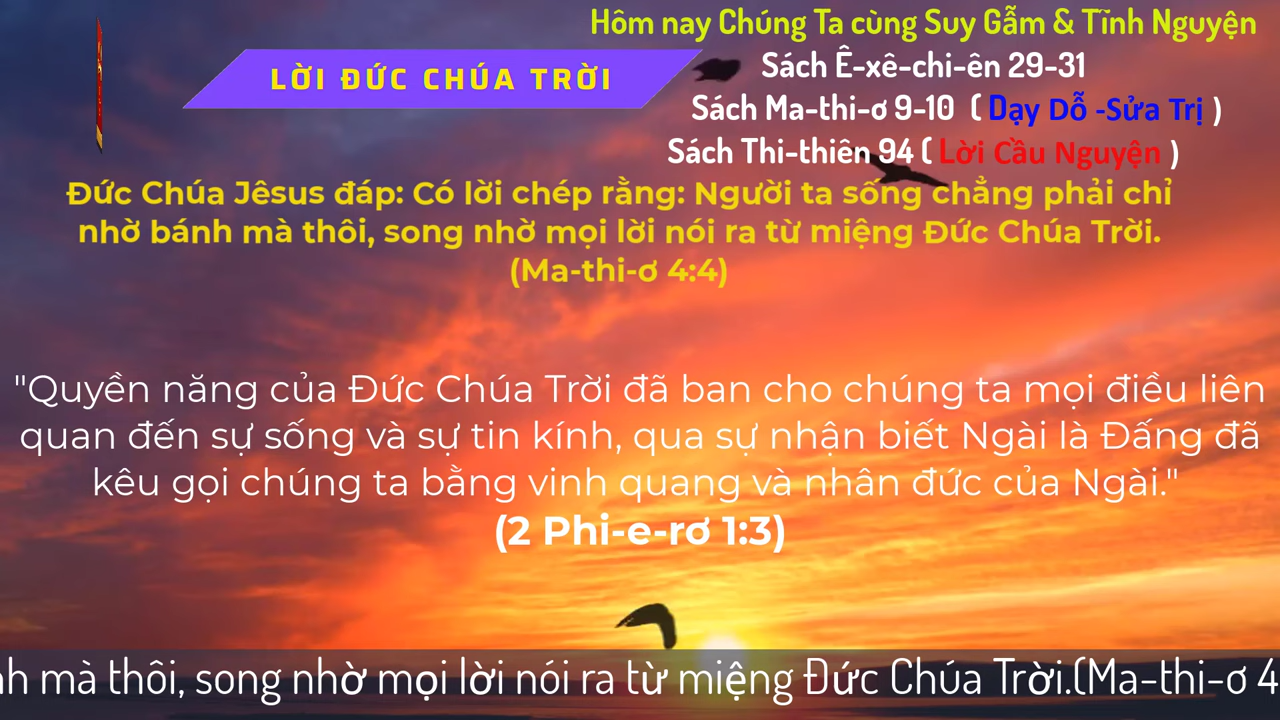 Hôm nay Chúng Ta cùng Suy Gẫm & Tĩnh Nguyện
LỜI ĐỨC CHÚA TRỜI
Sách Ê-xê-chi-ên 29-31
Sách Ma-thi-ơ 9-10 ( Dạy Dỗ -Sửa Trị )
Sách Thi-thiên 94 ( Lời Cầu Nguyện )
Đức Chúa Jêsus đáp: Có lời chép rằng: Người ta sống chẳng phải chỉ
nhờ bánh mà thôi, song nhờ mọi lời nói ra từ miệng Đức Chúa Trời.
(Ma-thi-ơ 4:4)
"Quyền năng của Đức Chúa Trời đã ban cho chúng ta mọi điều liên
quan đến sự sống và sự tin kính, qua sự nhận biết Ngài là Đấng đã
kêu gọi chúng ta bằng vinh quang và nhân đức của Ngài."
(2 Phi-e-rơ 1:3)
nh mà thôi, song nhờ mọi lời nói ra từ miệng Đức Chúa Trời.(Ma-thi-ơ 4